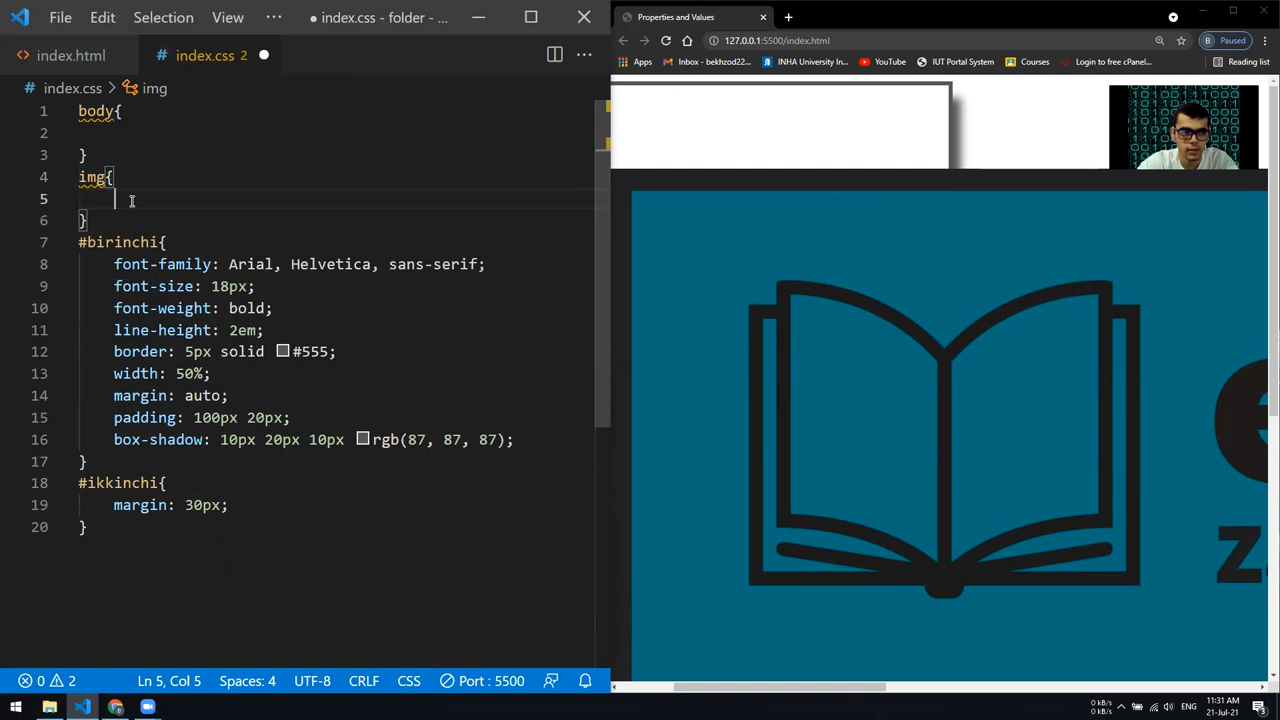 File Edit Selection View ··· ● index.css - folder - ...
index.html index.css 2
index.css > img
1 body{
2
3 }
4 img{
5
6 }
7 #birinchi{
8 font-family: Arial, Helvetica, sans-serif;
9 font-size: 18px;
10 font-weight: bold;
11 line-height: 2em;
12 border: 5px solid #555;
13 width: 50%;
14 margin: auto;
15 padding: 100px 20px;
16 box-shadow: 10px 20px 10px rgb(87, 87, 87);
17 }
18 #ikkinchi{
19 margin: 30px;
20 }
0 2 Ln 5, Col 5 Spaces: 4 UTF-8 CRLF CSS Port : 5500
Properties and Values
127.0.0.1:5500/index.html
B Paused
Apps Inbox - bekhzod22... INHA University In... YouTube IUT Portal System Courses Login to free cPanel... Reading list
e
z
0 KB/s
0 KB/s
ENG
11:31 AM
21-Jul-21
3